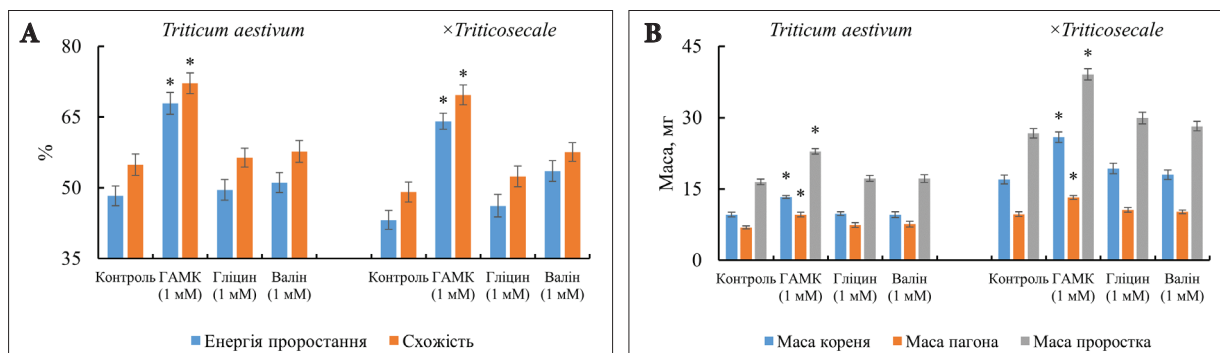 A
Triticum aestivum
×Triticosecale
80
65
50
35
%
*
*
*
*
Контроль ГАМК Гліцин Валін
(1 мМ) (1 мМ) (1 мМ)
Контроль ГАМК Гліцин Валін
(1 мМ) (1 мМ) (1 мМ)
Енергія проростання Схожість
B
Triticum aestivum
×Triticosecale
45
30
15
0
Маса, мг
*
*
*
*
*
*
Контроль ГАМК Гліцин Валін
(1 мМ) (1 мМ) (1 мМ)
Контроль ГАМК Гліцин Валін
(1 мМ) (1 мМ) (1 мМ)
Маса кореня Маса пагона Маса проростка